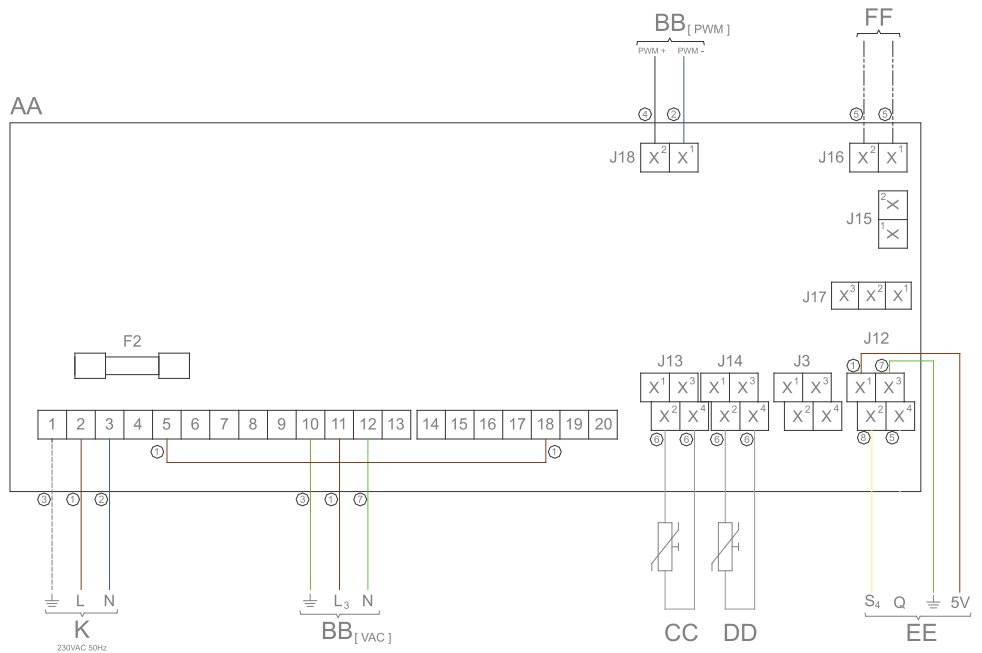 BB[ PWM ]
FF
PWM + PWM -
AA
4 2 5 5
J18 X2 X1 J16 X2 X1
J15 2X
1X
J17 X3 X2 X1
F2
J12
J13 J14 J3 1 7
X1 X3 X1 X3 X1 X3 X1 X3
X2 X4 X2 X4 X2 X4 X2 X4
1 2 3 4 5 6 7 8 9 10 11 12 13 14 15 16 17 18 19 20
6 6 6 6 8 5
1 1
3 1 2 3 1 7
L N L3 N S4 Q 5V
K BB[ VAC ] CC DD EE
230VAC 50Hz